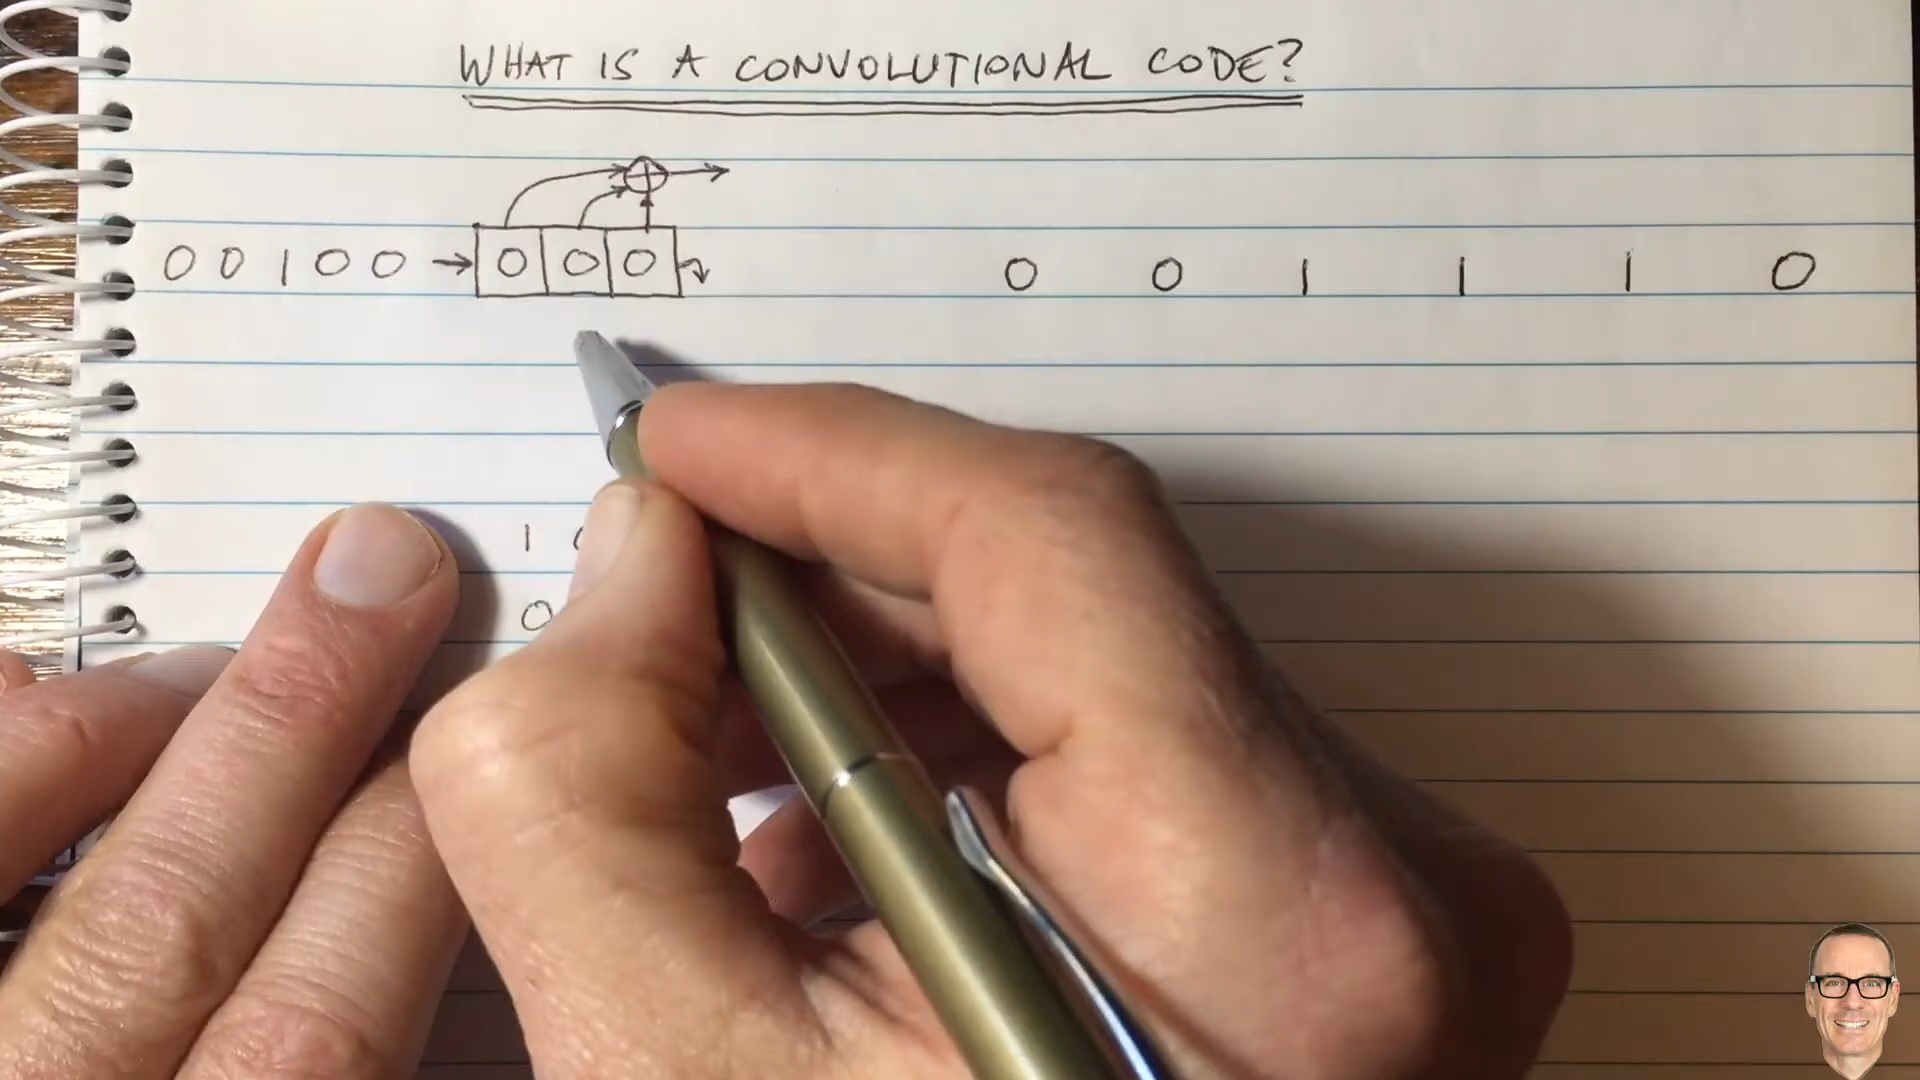 WHAT IS A CONVOLUTIONAL CODE?
0 0 1 0 0 → 0 0 0 0 0 1 1 1 0
1
0